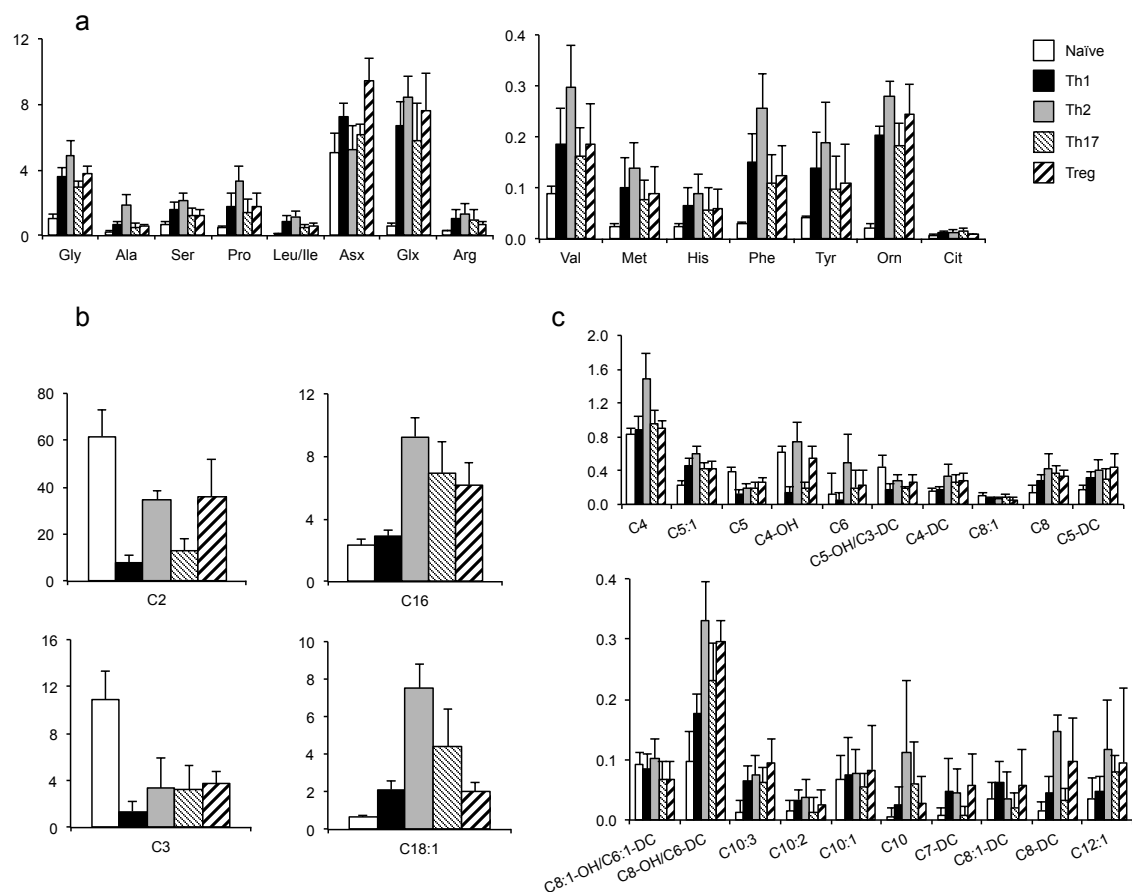 a
12
8
4
0
Gly Ala Ser Pro Leu/Ile Asx Glx Arg
0.4
0.3
0.2
0.1
0.0
Val Met His Phe Tyr Orn Cit
Naïve
Th1
Th2
Th17
Treg
b
80
60
40
20
0
C2
12
9
6
3
0
C16
16
12
8
4
0
C3
10
8
6
4
2
0
C18:1
c
2.0
1.6
1.2
0.8
0.4
0.0
C4 C5:1 C5 C4-OH C6 C5-OH/C3-DC C4-DC C8:1 C8 C5-DC
0.4
0.3
0.2
0.1
0.0
C8:1-OH/C6:1-DC C8-OH/C6-DC C10:3 C10:2 C10:1 C10 C7-DC C8:1-DC C8-DC C12:1